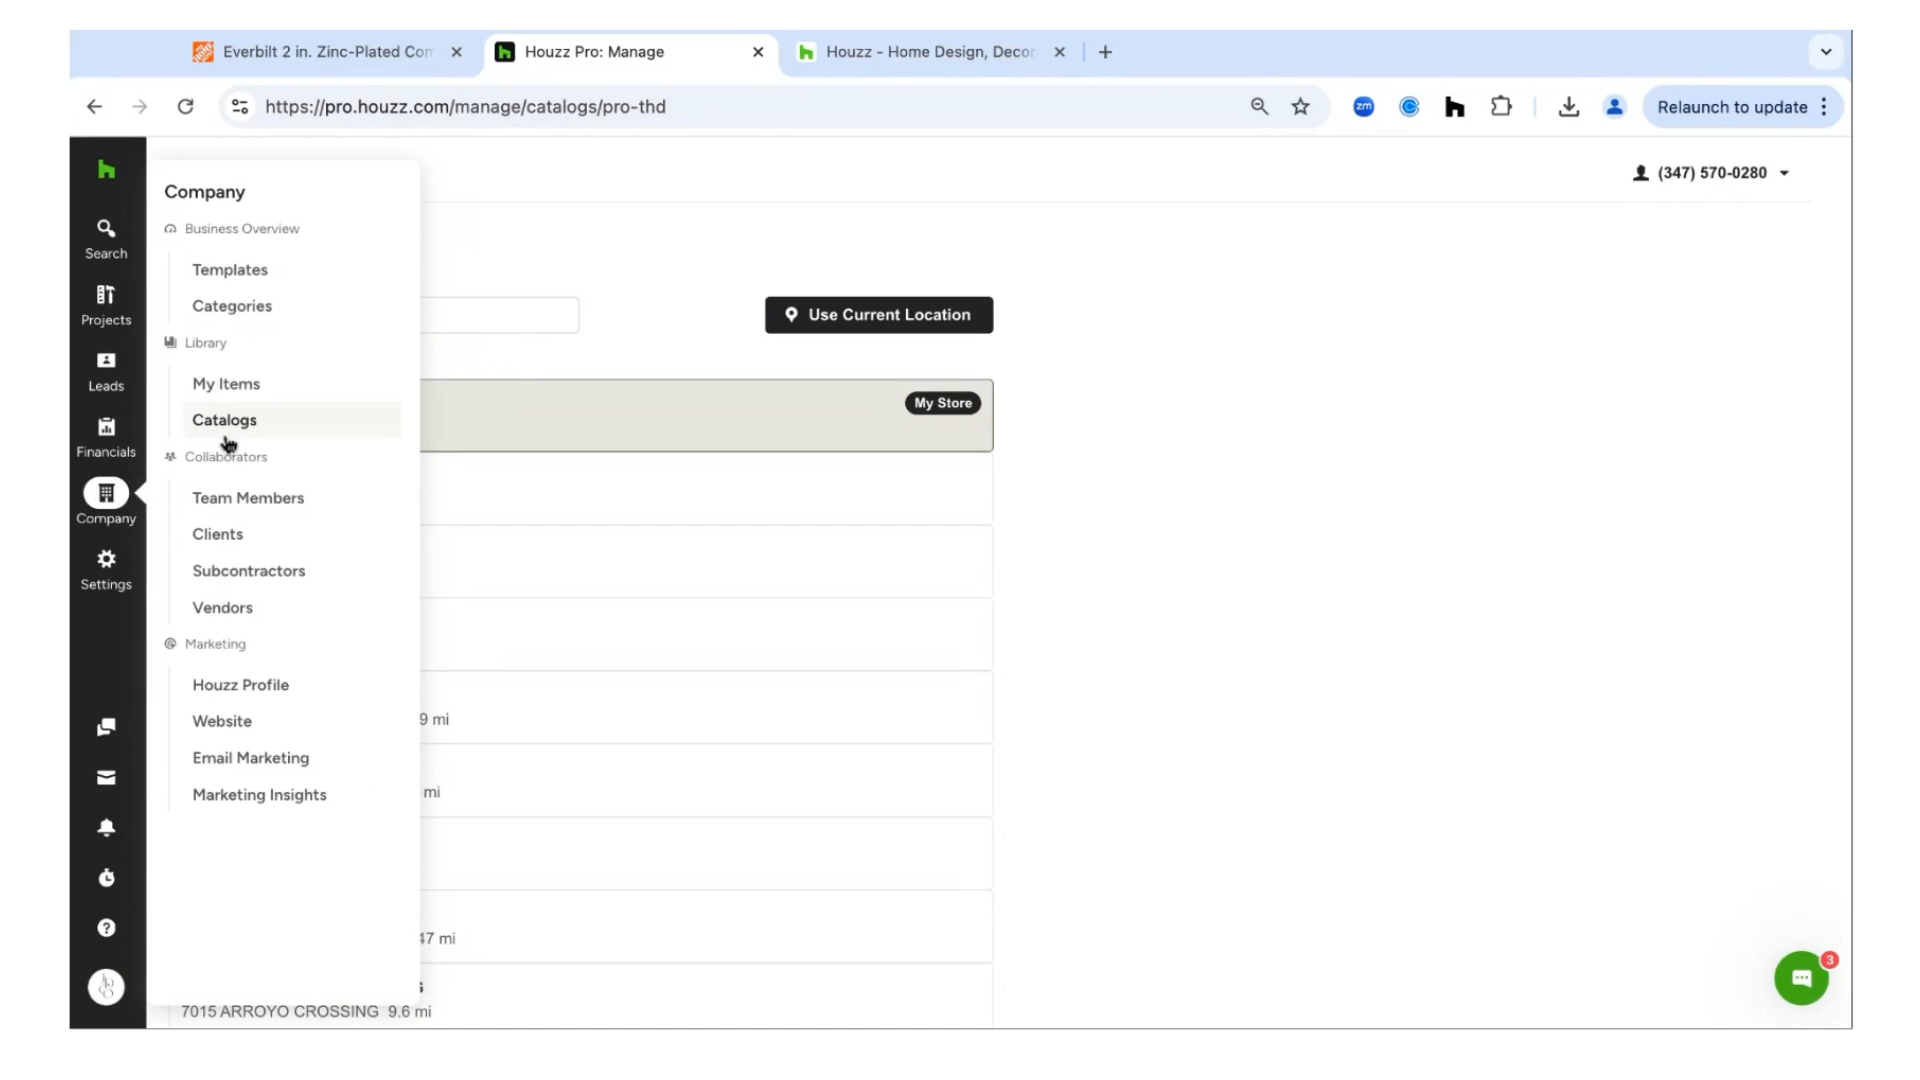 Everbilt 2 in. Zinc-Plated Com
Houzz Pro: Manage
Houzz - Home Design, Decor
https://pro.houzz.com/manage/catalogs/pro-thd
zm
Relaunch to update
(347) 570-0280
Search
Projects
Leads
Financials
Company
Settings
Company
Business Overview
Templates
Categories
Library
My Items
Catalogs
Collaborators
Team Members
Clients
Subcontractors
Vendors
Marketing
Houzz Profile
Website
Email Marketing
Marketing Insights
Use Current Location
My Store
9 mi
mi
47 mi
7015 ARROYO CROSSING 9.6 mi
3